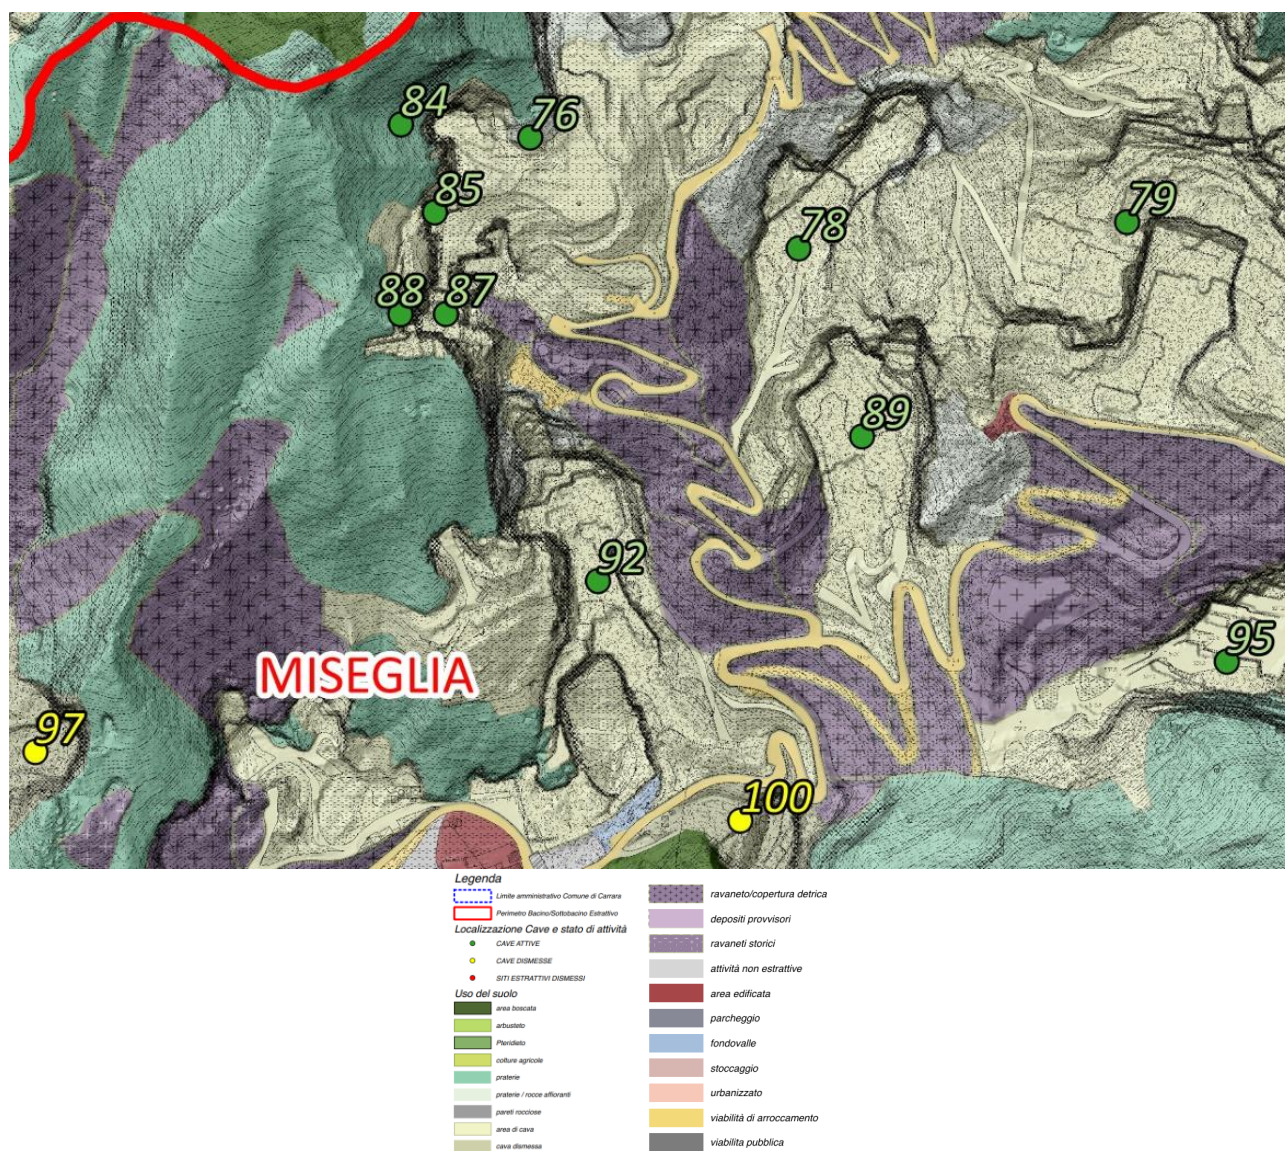 84
76
85
78
79
88
87
89
92
95
MISEGLIA
97
100
Legenda
Limite amministrativo Comune di Carrara
Perimetro Bacino/Sottobacino Estrattivo
Localizzazione Cave e stato di attività
CAVE ATTIVE
CAVE DISMESSE
SITI ESTRATTIVI DISMESSI
Uso del suolo
area boscata
arbusteto
Pteridieto
colture agricole
praterie
praterie / rocce affioranti
pareti rocciose
area di cava
cava dismessa
ravaneto/copertura detrica
depositi provvisori
ravaneti storici
attività non estrattive
area edificata
parcheggio
fondovalle
stoccaggio
urbanizzato
viabilità di arroccamento
viabilita pubblica